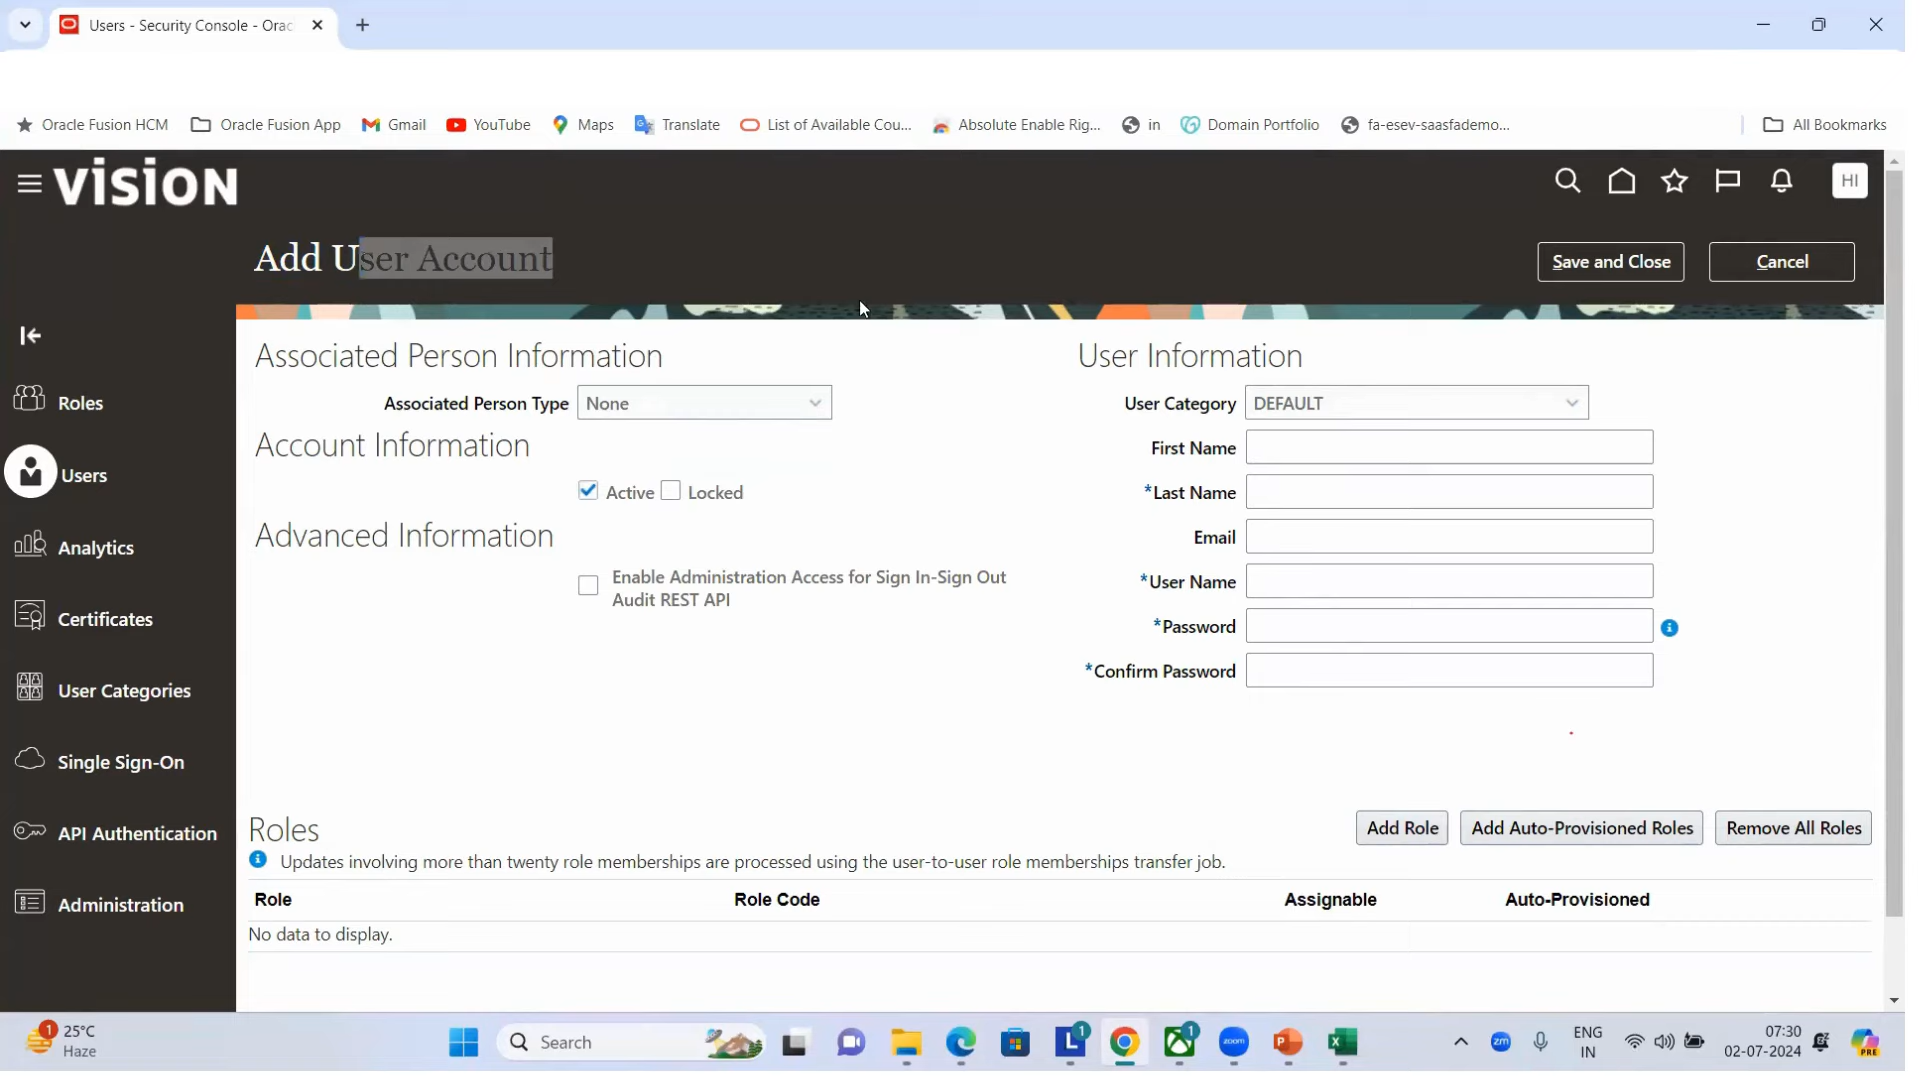 Users - Security Console - Orac
Oracle Fusion HCM
Oracle Fusion App
Gmail
YouTube
Maps
Translate
List of Available Cou...
Absolute Enable Rig...
in
Domain Portfolio
fa-esev-saasfademo...
All Bookmarks
vision
HI
Add User Account
Save and Close
Cancel
Associated Person Information
User Information
Associated Person Type
None
User Category
DEFAULT
Account Information
First Name
Active
Locked
*Last Name
Advanced Information
Email
Enable Administration Access for Sign In-Sign Out
Audit REST API
*User Name
*Password
*Confirm Password
Roles
Users
Analytics
Certificates
User Categories
Single Sign-On
API Authentication
Administration
Roles
Add Role
Add Auto-Provisioned Roles
Remove All Roles
Updates involving more than twenty role memberships are processed using the user-to-user role memberships transfer job.
Role
Role Code
Assignable
Auto-Provisioned
No data to display.
1
25°C
Haze
Search
L
1
1
zoom
P
X
zm
ENG
IN
07:30
02-07-2024
PRE